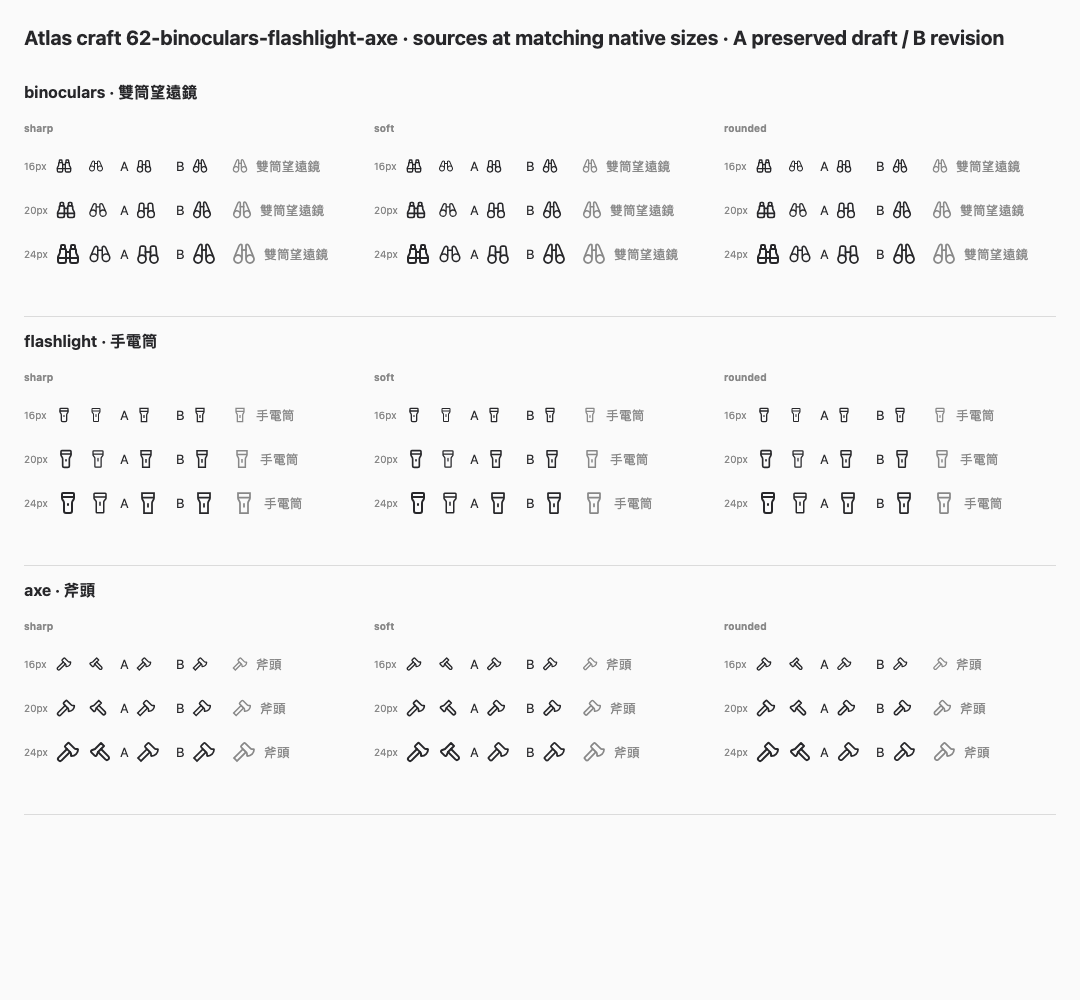 Atlas craft 62-binoculars-flashlight-axe · sources at matching native sizes · A preserved draft / B revision
binoculars · 雙筒望遠鏡
sharp soft rounded
16px A B 雙筒望遠鏡 16px A B 雙筒望遠鏡 16px A B 雙筒望遠鏡
20px A B 雙筒望遠鏡 20px A B 雙筒望遠鏡 20px A B 雙筒望遠鏡
24px A B 雙筒望遠鏡 24px A B 雙筒望遠鏡 24px A B 雙筒望遠鏡
flashlight · 手電筒
sharp soft rounded
16px A B 手電筒 16px A B 手電筒 16px A B 手電筒
20px A B 手電筒 20px A B 手電筒 20px A B 手電筒
24px A B 手電筒 24px A B 手電筒 24px A B 手電筒
axe · 斧頭
sharp soft rounded
16px A B 斧頭 16px A B 斧頭 16px A B 斧頭
20px A B 斧頭 20px A B 斧頭 20px A B 斧頭
24px A B 斧頭 24px A B 斧頭 24px A B 斧頭